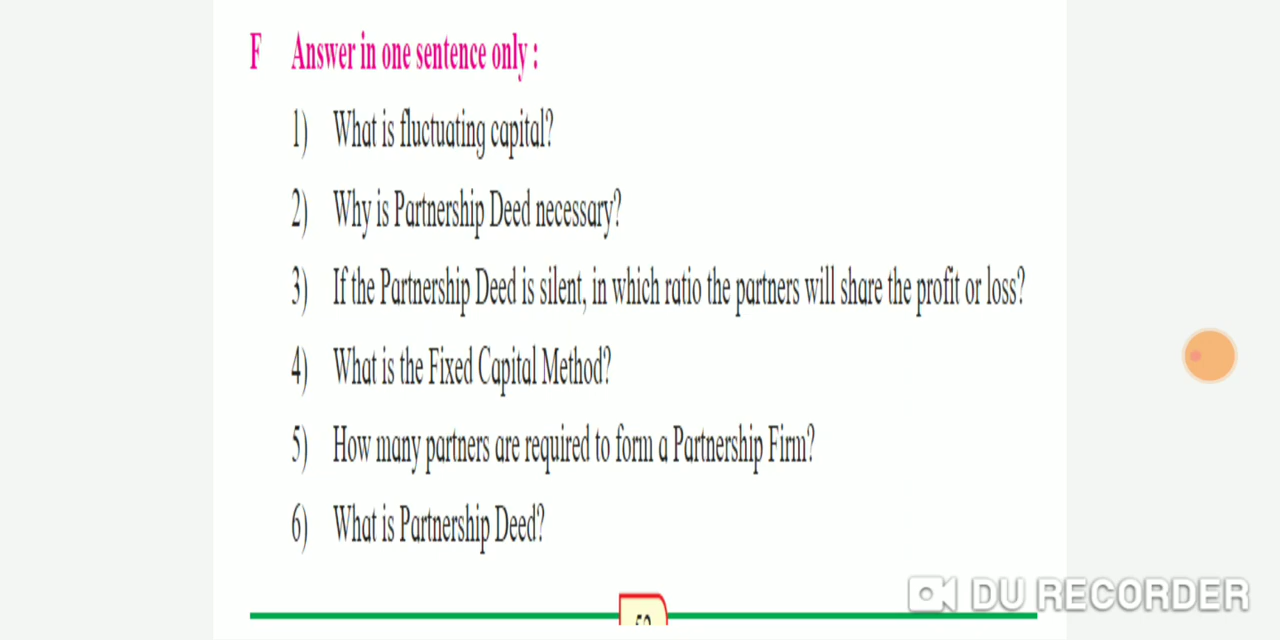 F Answer in one sentence only :
1) What is fluctuating capital?
2) Why is Partnership Deed necessary?
3) If the Partnership Deed is silent, in which ratio the partners will share the profit or loss?
4) What is the Fixed Capital Method?
5) How many partners are required to form a Partnership Firm?
6) What is Partnership Deed?
DU RECORDER